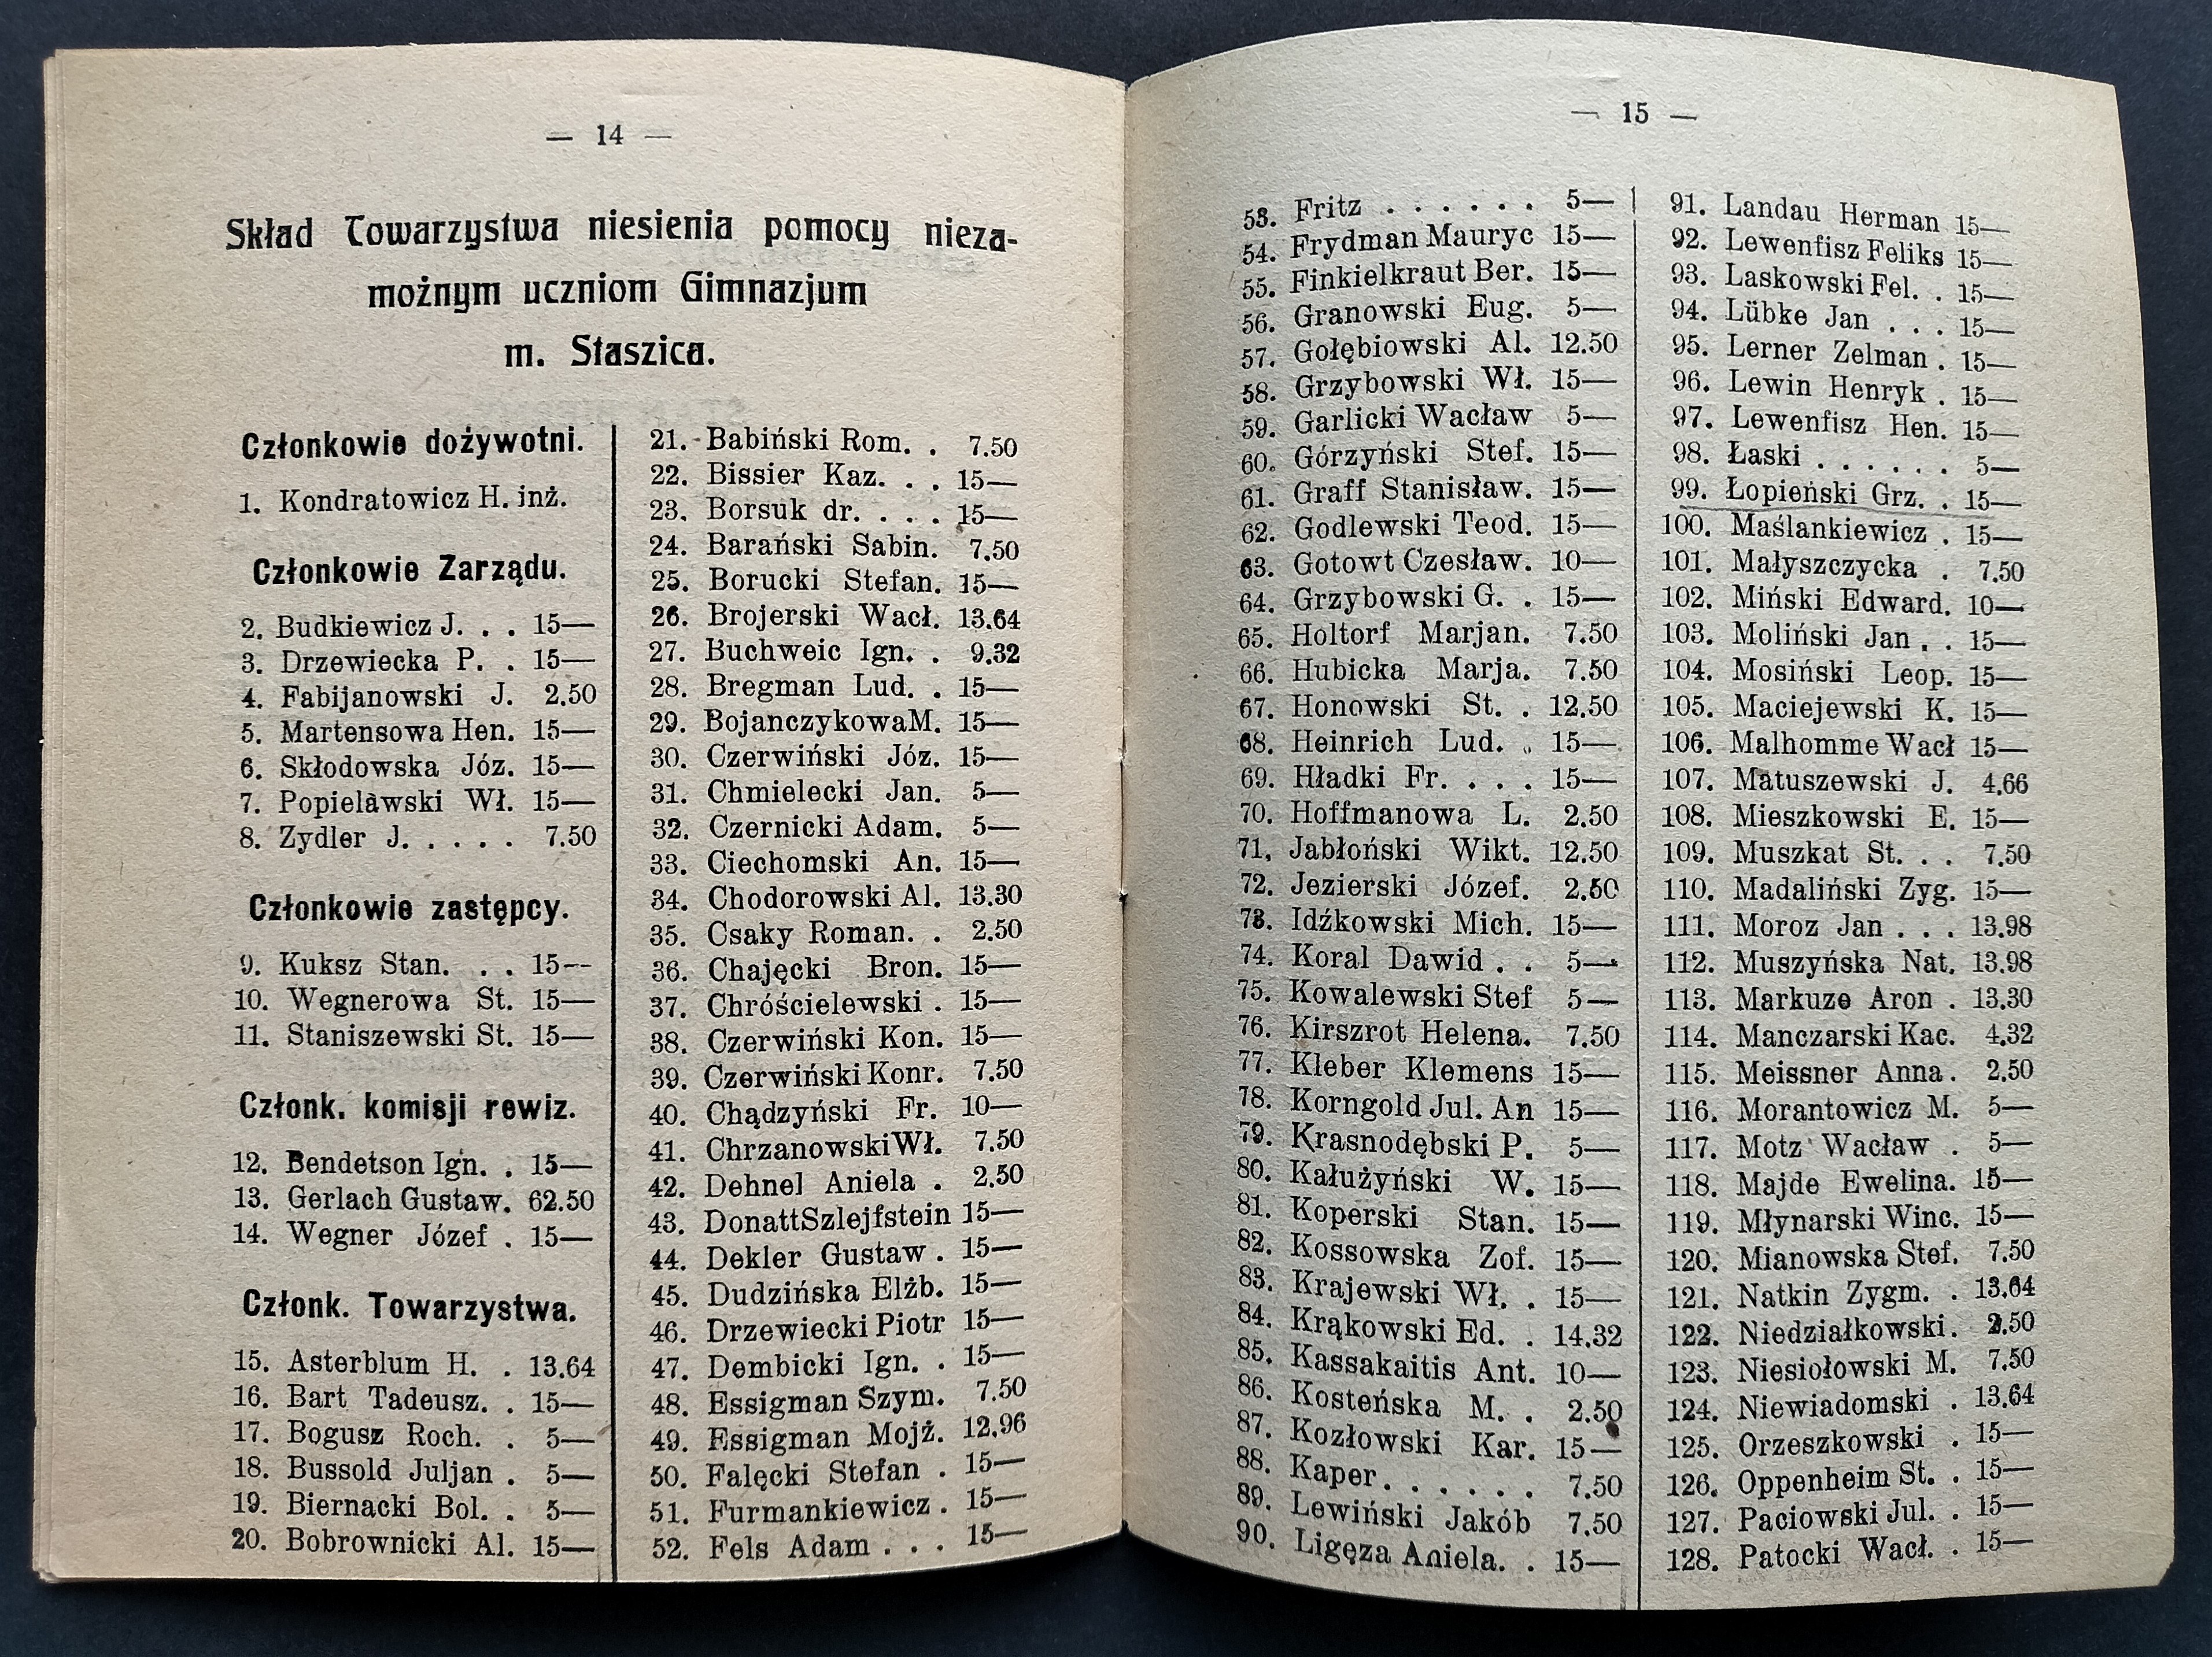 — 14 —
Skład Towarzystwa niesienia pomocy nieza-
możnym uczniom Gimnazjum
m. Staszica.
Członkowie dożywotni.
1. Kondratowicz H. inż.
Członkowie Zarządu.
2. Budkiewicz J. . . 15—
3. Drzewiecka P. . 15—
4. Fabijanowski J. 2.50
5. Martensowa Hen. 15—
6. Skłodowska Józ. 15—
7. Popielawski Wł. 15—
8. Zydler J. . . . . . 7.50
Członkowie zastępcy.
9. Kuksz Stan. . . 15—
10. Wegnerowa St. 15—
11. Staniszewski St. 15—
Członk. komisji rewiz.
12. Bendetson Ign. . 15—
13. Gerlach Gustaw. 62.50
14. Wegner Józef . 15—
Członk. Towarzystwa.
15. Asterblum H. . 13.64
16. Bart Tadeusz. . 15—
17. Bogusz Roch. . 5—
18. Bussold Juljan . 5—
19. Biernacki Bol. . 5—
20. Bobrownicki Al. 15—
21. Babiński Rom. . 7.50
22. Bissier Kaz. . . 15—
23. Borsuk dr. . . . 15—
24. Barański Sabin. 7.50
25. Borucki Stefan. 15—
26. Brojerski Wacł. 13.64
27. Buchweic Ign. . 9.32
28. Bregman Lud. . 15—
29. BojanczykowaM. 15—
30. Czerwiński Józ. 15—
31. Chmielecki Jan. 5—
32. Czernicki Adam. 5—
33. Ciechomski An. 15—
34. Chodorowski Al. 13.30
35. Csaky Roman. . 2.50
36. Chajęcki Bron. 15—
37. Chróścielewski . 15—
38. Czerwiński Kon. 15—
39. Czerwiński Konr. 7.50
40. Chądzyński Fr. 10—
41. ChrzanowskiWł. 7.50
42. Dehnel Aniela . 2.50
43. DonattSzlejfstein 15—
44. Dekler Gustaw . 15—
45. Dudzińska Elżb. 15—
46. Drzewiecki Piotr 15—
47. Dembicki Ign. . 15—
48. Essigman Szym. 7.50
49. Essigman Mojż. 12.96
50. Falęcki Stefan . 15—
51. Furmankiewicz . 15—
52. Fels Adam . . . 15—
— 15 —
53. Fritz . . . . . . 5—
54. Frydman Mauryc 15—
55. Finkielkraut Ber. 15—
56. Granowski Eug. 5—
57. Gołębiowski Al. 12.50
58. Grzybowski Wł. 15—
59. Garlicki Wacław 5—
60. Górzyński Stef. 15—
61. Graff Stanisław. 15—
62. Godlewski Teod. 15—
63. Gotowt Czesław. 10—
64. Grzybowski G. . 15—
65. Holtorf Marjan. 7.50
66. Hubicka Marja. 7.50
67. Honowski St. . 12.50
68. Heinrich Lud. . 15—
69. Hładki Fr. . . . 15—
70. Hoffmanowa L. 2.50
71. Jabłoński Wikt. 12.50
72. Jezierski Józef. 2.50
73. Idźkowski Mich. 15—
74. Koral Dawid . . 5—
75. Kowalewski Stef 5—
76. Kirszrot Helena. 7.50
77. Kleber Klemens 15—
78. Korngold Jul. An 15—
79. Krasnodębski P. 5—
80. Kałużyński W. 15—
81. Koperski Stan. 15—
82. Kossowska Zof. 15—
83. Krajewski Wł. . 15—
84. Krąkowski Ed. . 14.32
85. Kassakaitis Ant. 10—
86. Kosteńska M. . 2.50
87. Kozłowski Kar. 15—
88. Kaper. . . . . . 7.50
89. Lewiński Jakób 7.50
90. Ligęza Aniela. . 15—
91. Landau Herman 15—
92. Lewenfisz Feliks 15—
93. Laskowski Fel. . 15—
94. Lübke Jan . . . 15—
95. Lerner Zelman . 15—
96. Lewin Henryk . 15—
97. Lewenfisz Hen. 15—
98. Łaski . . . . . . 5—
99. Łopieński Grz. . 15—
100. Maślankiewicz . 15—
101. Małyszczycka . 7.50
102. Miński Edward. 10—
103. Moliński Jan . . 15—
104. Mosiński Leop. 15—
105. Maciejewski K. 15—
106. Malhomme Wacł 15—
107. Matuszewski J. 4.66
108. Mieszkowski E. 15—
109. Muszkat St. . . 7.50
110. Madaliński Zyg. 15—
111. Moroz Jan . . . 13.98
112. Muszyńska Nat. 13.98
113. Markuze Aron . 13.30
114. Manczarski Kac. 4.32
115. Meissner Anna. 2.50
116. Morantowicz M. 5—
117. Motz Wacław . 5—
118. Majde Ewelina. 15—
119. Młynarski Winc. 15—
120. Mianowska Stef. 7.50
121. Natkin Zygm. . 13.64
122. Niedziałkowski. 2.50
123. Niesiołowski M. 7.50
124. Niewiadomski . 13.64
125. Orzeszkowski . 15—
126. Oppenheim St. . 15—
127. Paciowski Jul. . 15—
128. Patocki Wacł. . 15—